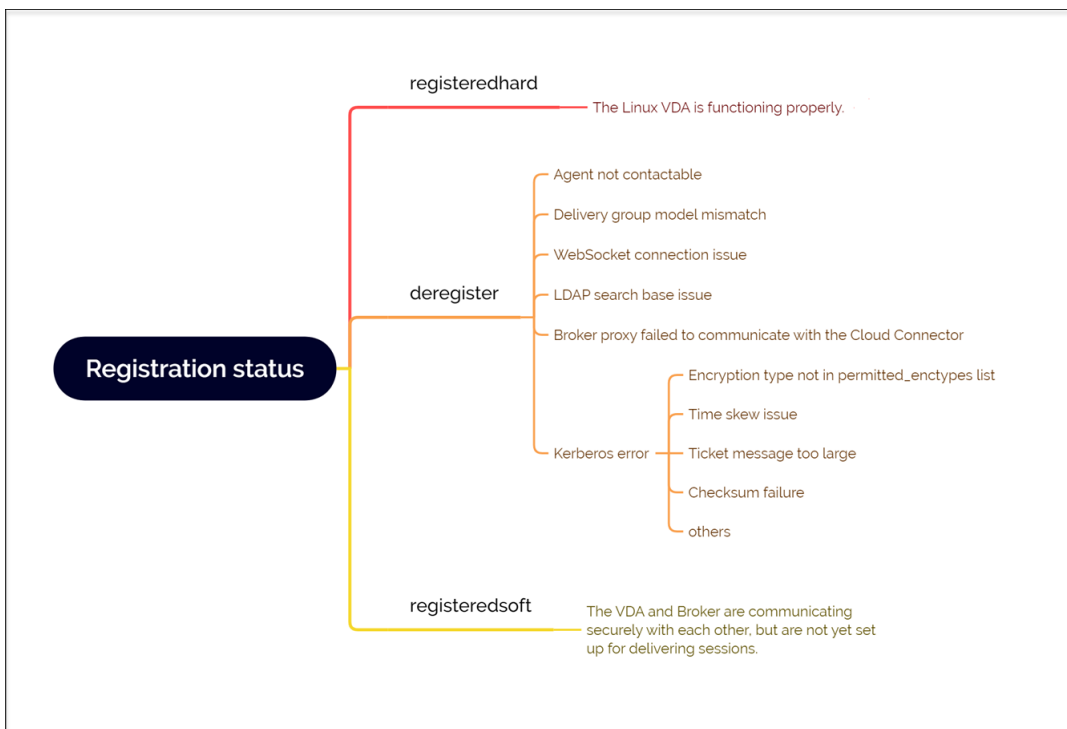 registeredhard
The Linux VDA is functioning properly.
Agent not contactable
Delivery group model mismatch
WebSocket connection issue
deregister
LDAP search base issue
Broker proxy failed to communicate with the Cloud Connector
Registration status
Encryption type not in permitted_enctypes list
Time skew issue
Kerberos error
Ticket message too large
Checksum failure
others
registeredsoft
The VDA and Broker are communicating
securely with each other, but are not yet set
up for delivering sessions.